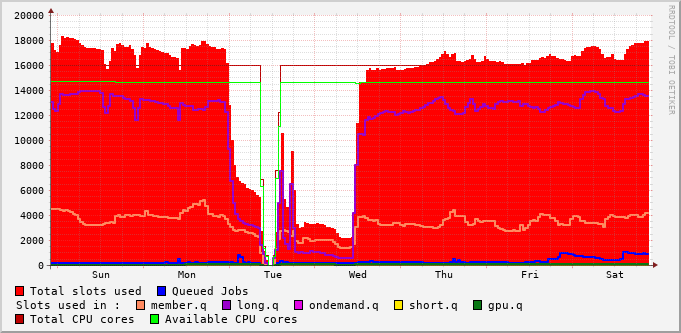 20000
18000
16000
14000
12000
10000
8000
6000
4000
2000
0
Sun Mon Tue Wed Thu Fri Sat
RRDTOOL / TOBI OETIKER
Total slots used Queued Jobs
Slots used in : member.q long.q ondemand.q short.q gpu.q
Total CPU cores Available CPU cores